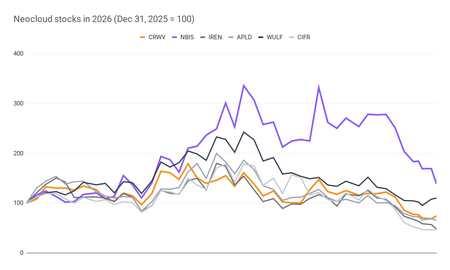 Neocloud stocks in 2026 (Dec 31, 2025 = 100)
CRWV NBIS IREN APLD WULF CIFR
400
300
200
100
0